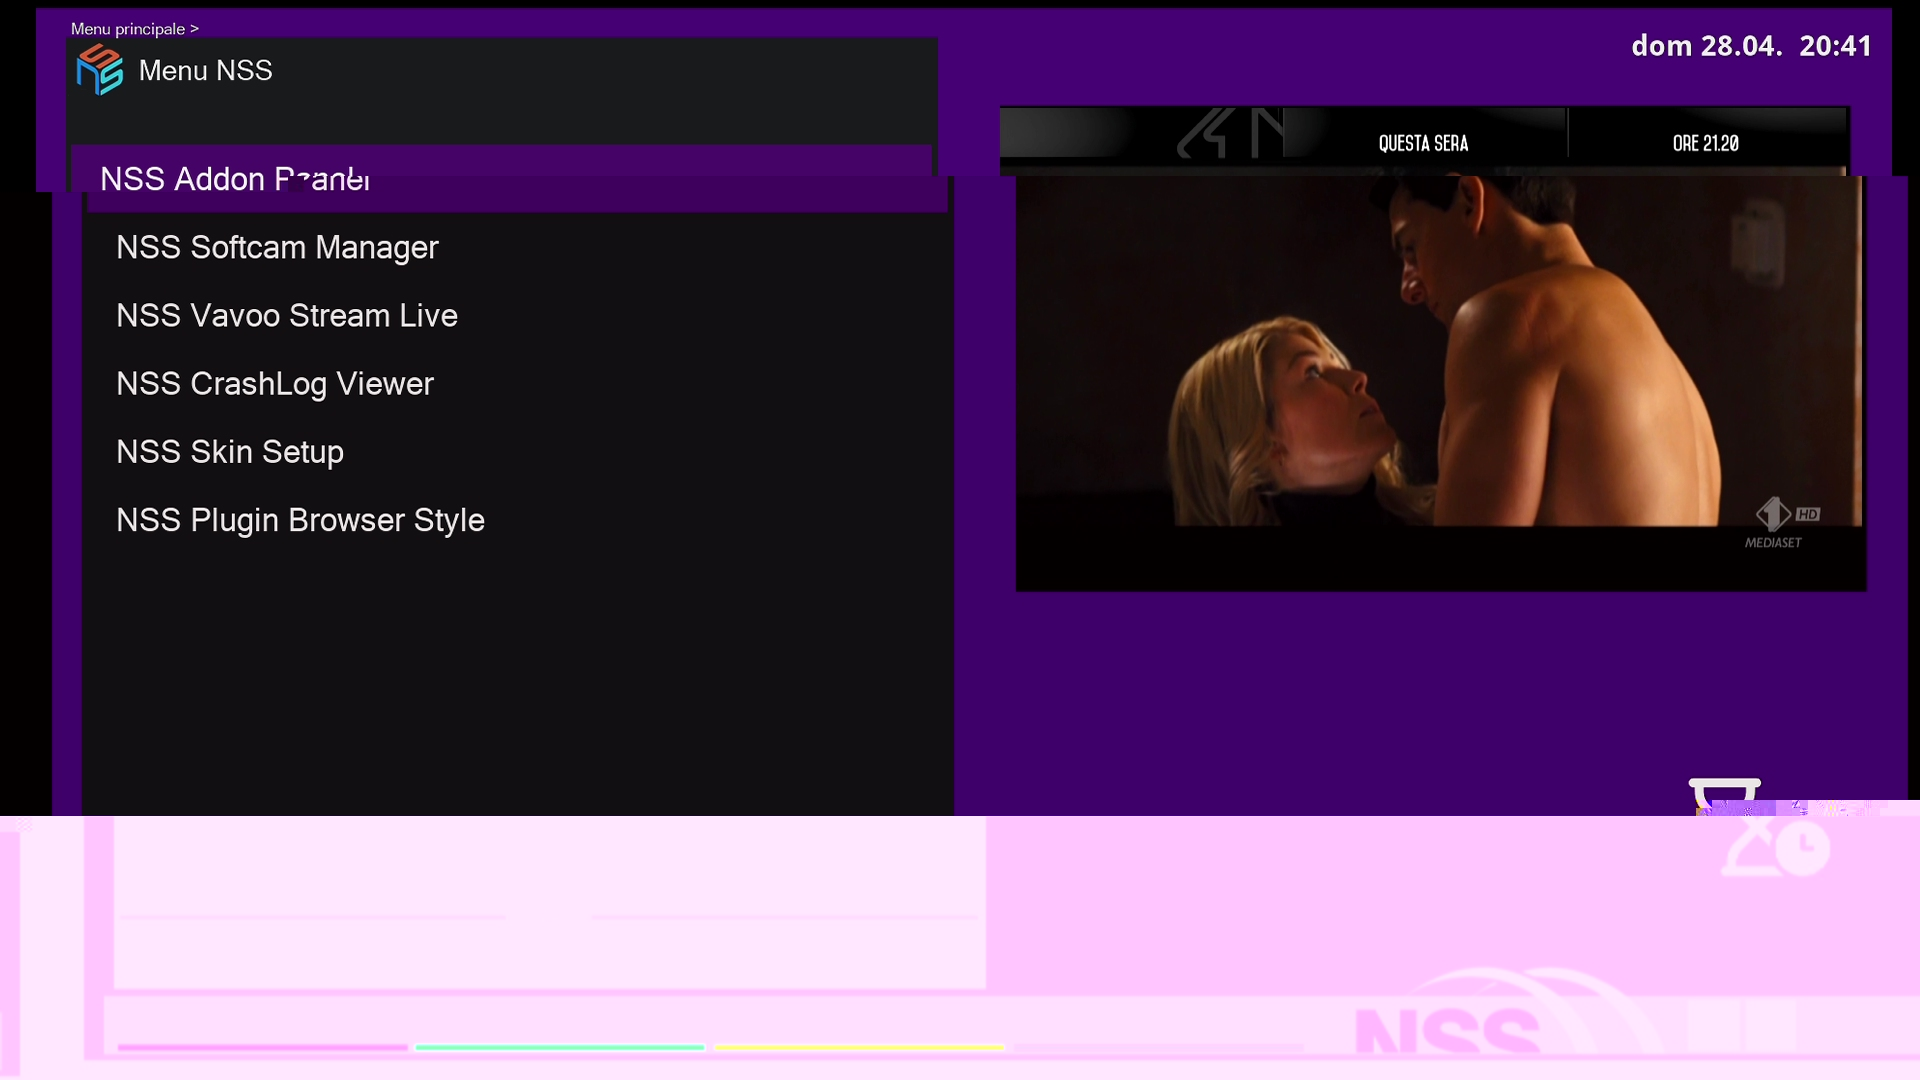 Menu principale >
Menu NSS
dom 28.04. 20:41
QUESTA SERA
ORE 21.20
NSS Addon Panel
NSS Softcam Manager
NSS Vavoo Stream Live
NSS CrashLog Viewer
NSS Skin Setup
NSS Plugin Browser Style
1 HD
MEDIASET
NSS